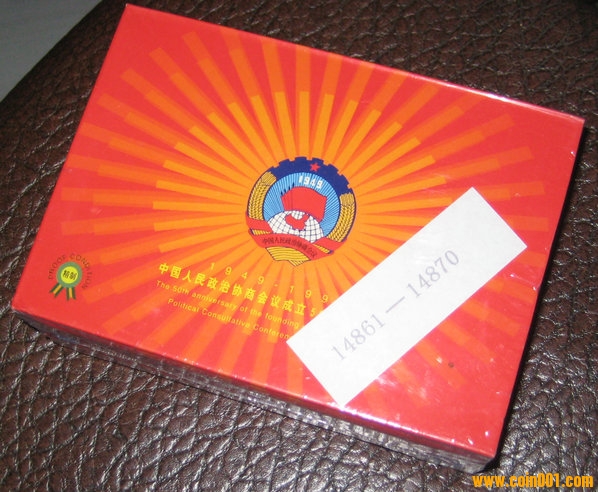 1949
中国人民政治协商会议
1949-199
中国人民政治协商会议成立5
The 50th anniversary of the founding
Political Consultative Conferen
PROOF CONDITION
精制
14861—14870
www.com001.com